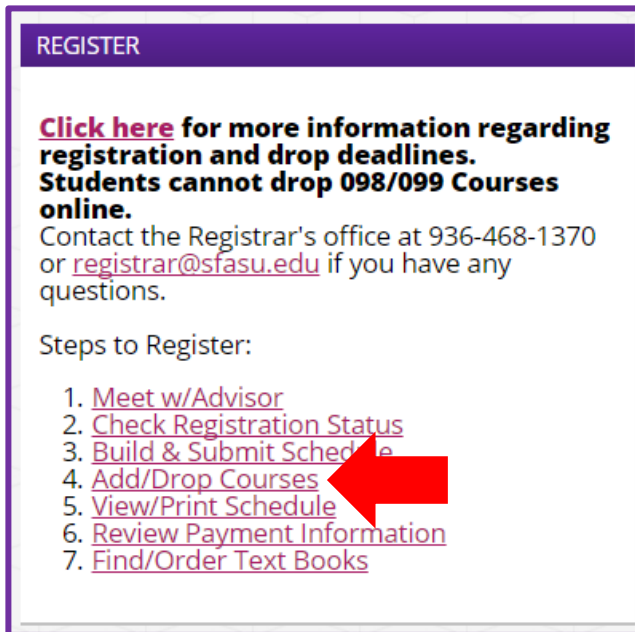 REGISTER
Click here for more information regarding
registration and drop deadlines.
Students cannot drop 098/099 Courses
online.
Contact the Registrar's office at 936-468-1370
or registrar@sfasu.edu if you have any
questions.
Steps to Register:
1. Meet w/Advisor
2. Check Registration Status
3. Build & Submit Schedule
4. Add/Drop Courses
5. View/Print Schedule
6. Review Payment Information
7. Find/Order Text Books